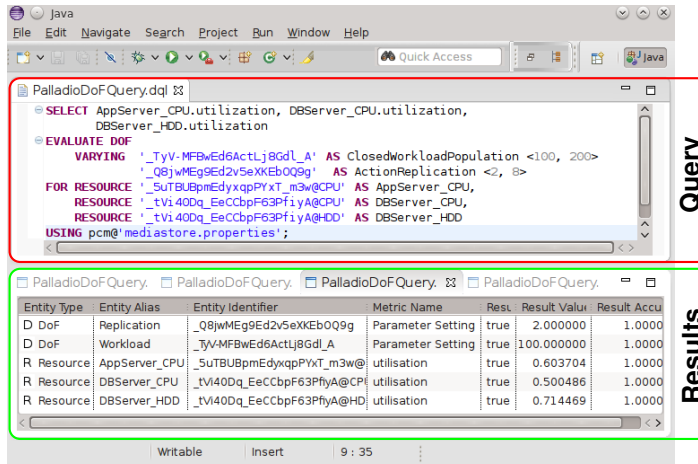 Java
File Edit Navigate Search Project Run Window Help
Quick Access Java
PalladioDoFQuery.dql
SELECT AppServer_CPU.utilization, DBServer_CPU.utilization,
DBServer_HDD.utilization
EVALUATE DOF
VARYING '_TyV-MFBwEd6ActLj8Gdl_A' AS ClosedWorkloadPopulation <100, 200>
'_Q8jwMEg9Ed2v5eXKEbOQ9g' AS ActionReplication <2, 8>
FOR RESOURCE '_5uTBUBpmEdyxqpPYxT_m3w@CPU' AS AppServer_CPU,
RESOURCE '_tVi40Dq_EeCCbpF63PfiyA@CPU' AS DBServer_CPU,
RESOURCE '_tVi40Dq_EeCCbpF63PfiyA@HDD' AS DBServer_HDD
USING pcm@'mediastore.properties';
Query
PalladioDoFQuery. PalladioDoFQuery. PalladioDoFQuery. PalladioDoFQuery.
Entity Type Entity Alias Entity Identifier Metric Name Resu Result Value Result Accu
D DoF Replication _Q8jwMEg9Ed2v5eXKEbOQ9g Parameter Setting true 2.000000 1.0000
D DoF Workload _TyV-MFBwEd6ActLj8Gdl_A Parameter Setting true 100.000000 1.0000
R Resource AppServer_CPU _5uTBUBpmEdyxqpPYxT_m3w@ utilisation true 0.603704 1.0000
R Resource DBServer_CPU _tVi40Dq_EeCCbpF63PfiyA@CPU utilisation true 0.500486 1.0000
R Resource DBServer_HDD _tVi40Dq_EeCCbpF63PfiyA@HD utilisation true 0.714469 1.0000
Results
Writable Insert 9 : 35